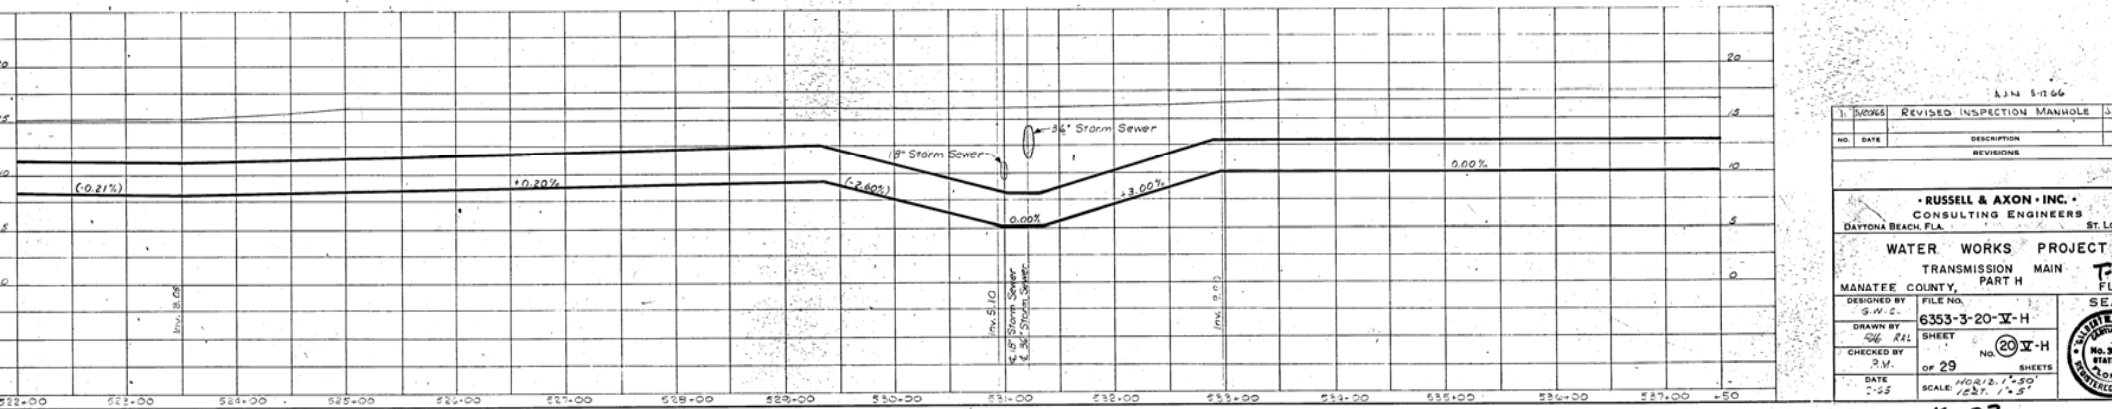 20
15
10
5
0
(-0.21%)
+0.20%
(-2.60%)
0.00%
+3.00%
0.00%
18" Storm Sewer
36" Storm Sewer
Inv. 8.08
Inv. 5.10
℄ 18" Storm Sewer
℄ 36" Storm Sewer
Inv.
522+00 523+00 524+00 525+00 526+00 527+00 528+00 529+00 530+00 531+00 532+00 533+00 534+00 535+00 536+00 537+00 +50
20
15
10
5
0
REVISED INSPECTION MANHOLE
NO. DATE DESCRIPTION
REVISIONS
• RUSSELL & AXON • INC. •
CONSULTING ENGINEERS
DAYTONA BEACH, FLA. ST.
WATER WORKS PROJECT
TRANSMISSION MAIN
PART H
MANATEE COUNTY,
DESIGNED BY
FILE NO.
6353-3-20-V-H
DRAWN BY
SHEET
NO. 20 V-H
CHECKED BY
OF 29 SHEETS
DATE
SCALE: HORIZ. 1"=50'
VERT. 1"=5'